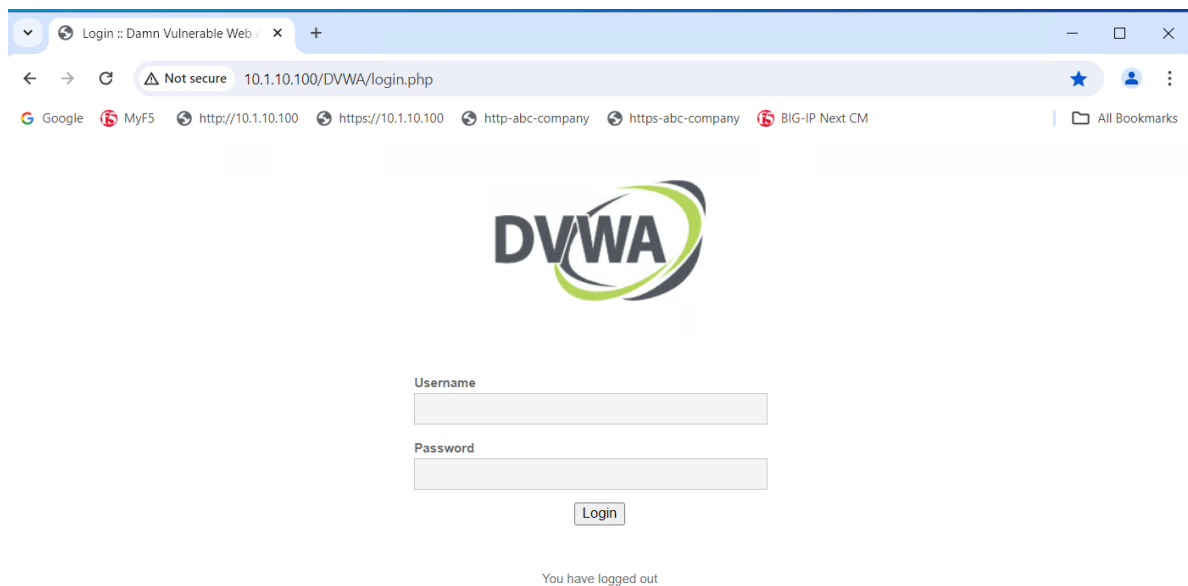 Login :: Damn Vulnerable Web
Not secure 10.1.10.100/DVWA/login.php
Google MyF5 http://10.1.10.100 https://10.1.10.100 http-abc-company https-abc-company BIG-IP Next CM All Bookmarks
DVWA
Username
Password
Login
You have logged out